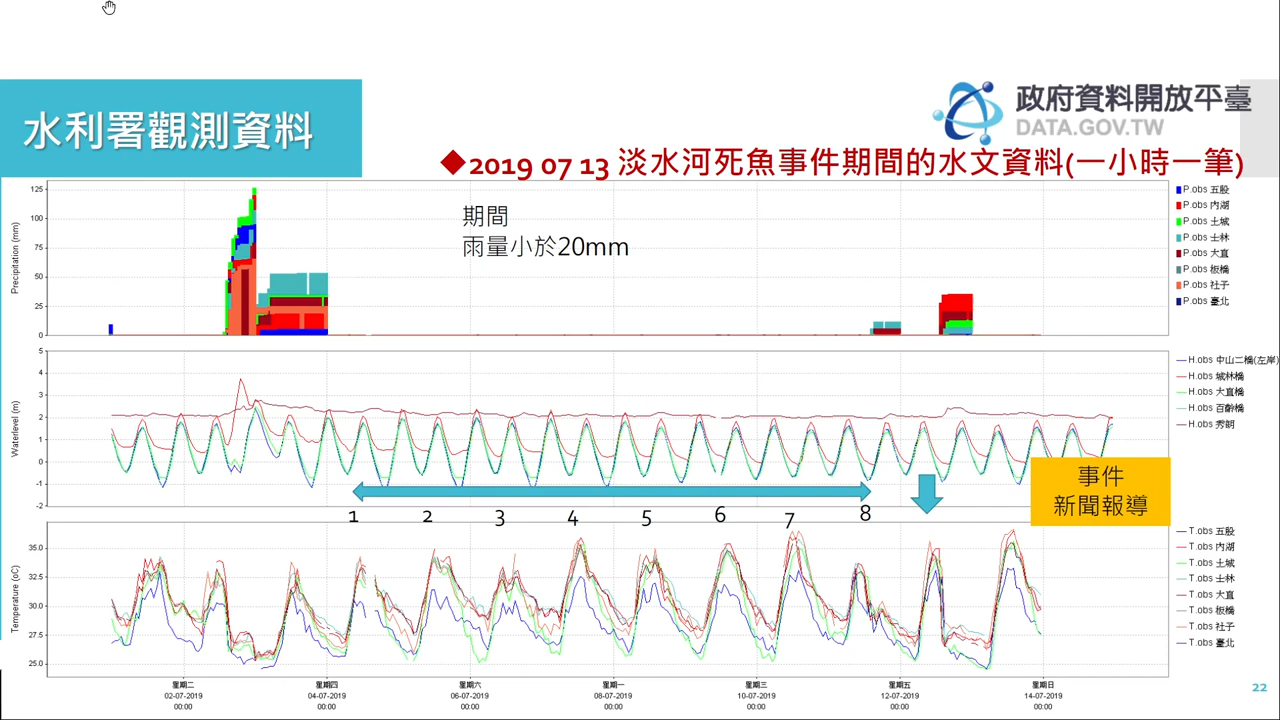 水利署觀測資料
政府資料開放平臺
DATA.GOV.TW
◆2019 07 13 淡水河死魚事件期間的水文資料(一小時一筆)
期間
雨量小於20mm
Precipitation (mm)
125
100
75
50
25
0
P.obs 五股
P.obs 內湖
P.obs 土城
P.obs 士林
P.obs 大直
P.obs 板橋
P.obs 社子
P.obs 臺北
Waterlevel (m)
5
4
3
2
1
0
-1
-2
H.obs 中山二橋(左岸)
H.obs 城林橋
H.obs 大直橋
H.obs 百齡橋
H.obs 秀朗
事件
新聞報導
1 2 3 4 5 6 7 8
Temperature (oC)
35.0
32.5
30.0
27.5
25.0
T.obs 五股
T.obs 內湖
T.obs 土城
T.obs 士林
T.obs 大直
T.obs 板橋
T.obs 社子
T.obs 臺北
星期二 星期四 星期六 星期一 星期三 星期五 星期日
02-07-2019 04-07-2019 06-07-2019 08-07-2019 10-07-2019 12-07-2019 14-07-2019
00:00 00:00 00:00 00:00 00:00 00:00 00:00
22